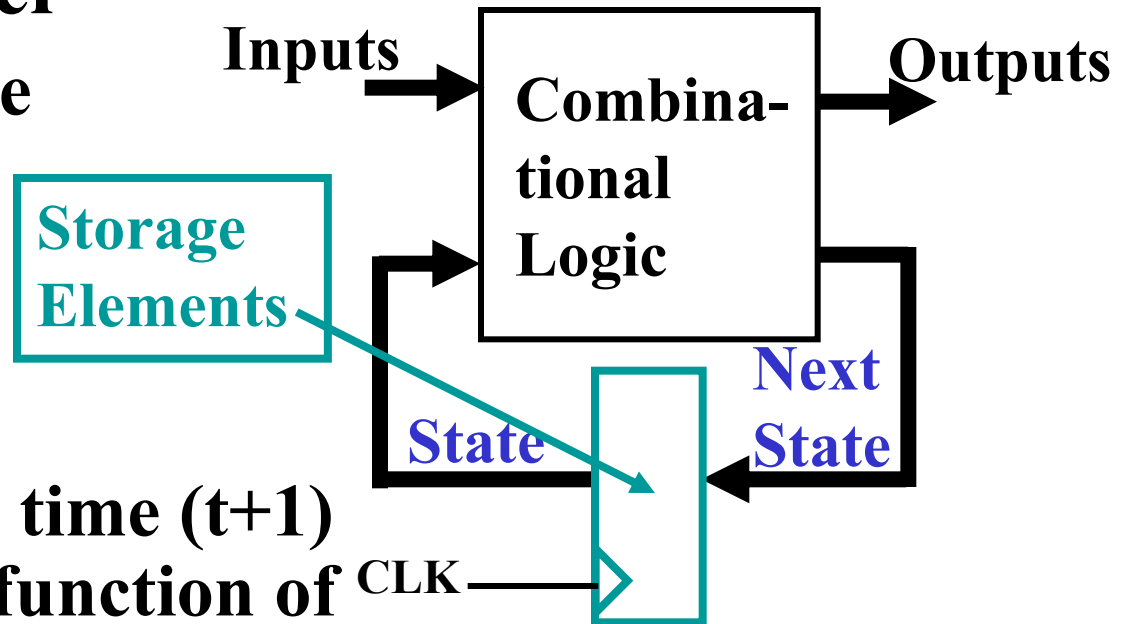 Inputs
Outputs
e
Combina-
tional
Logic
Storage
Elements
Next
State
State
time (t+1)
function of
CLK